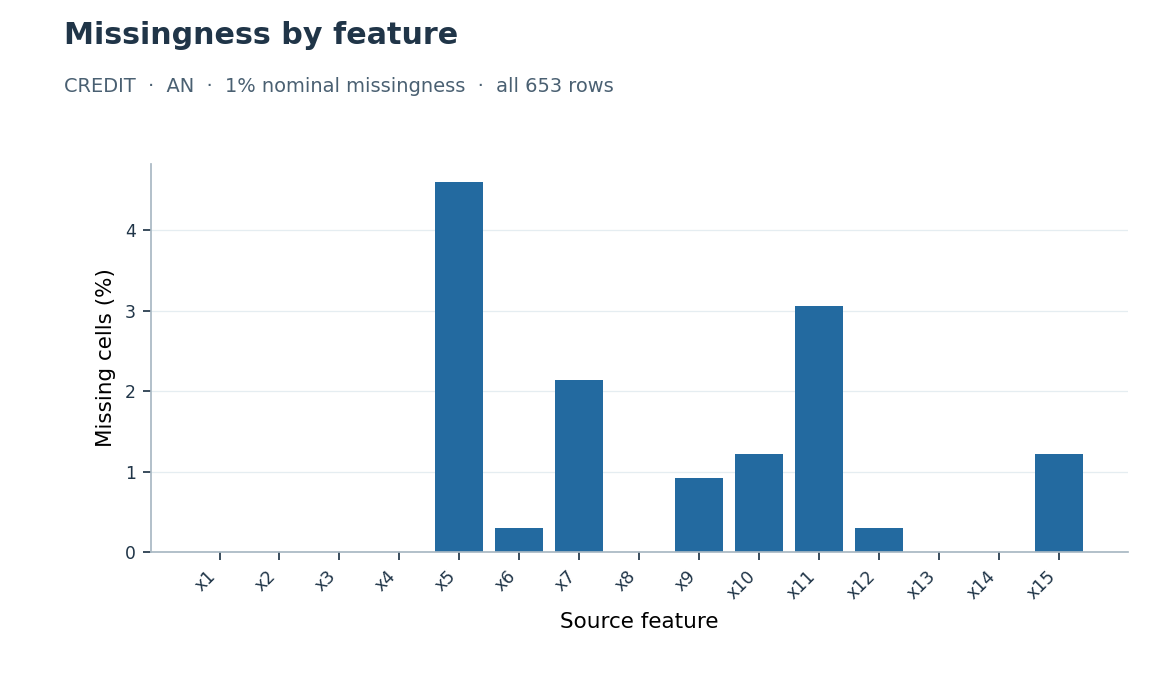 Missingness by feature
CREDIT · AN · 1% nominal missingness · all 653 rows
Missing cells (%)
4
3
2
1
0
x1 x2 x3 x4 x5 x6 x7 x8 x9 x10 x11 x12 x13 x14 x15
Source feature